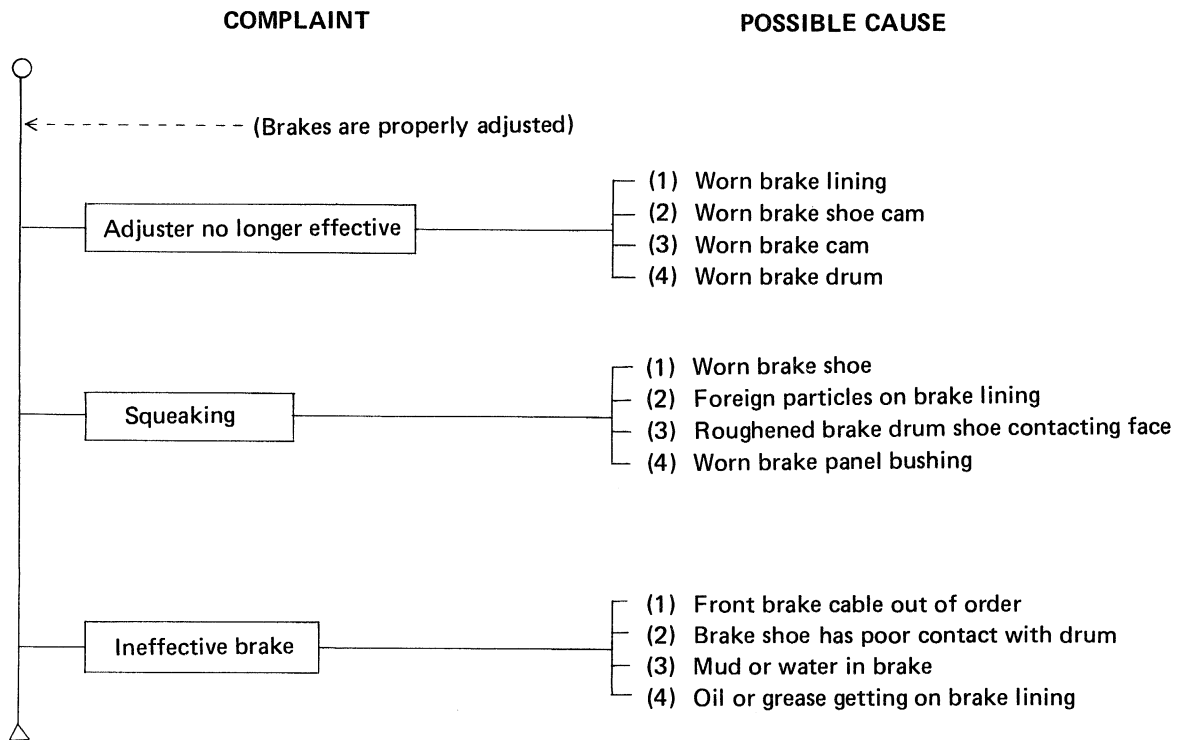 COMPLAINT
POSSIBLE CAUSE
(Brakes are properly adjusted)
Adjuster no longer effective
(1) Worn brake lining
(2) Worn brake shoe cam
(3) Worn brake cam
(4) Worn brake drum
Squeaking
(1) Worn brake shoe
(2) Foreign particles on brake lining
(3) Roughened brake drum shoe contacting face
(4) Worn brake panel bushing
Ineffective brake
(1) Front brake cable out of order
(2) Brake shoe has poor contact with drum
(3) Mud or water in brake
(4) Oil or grease getting on brake lining